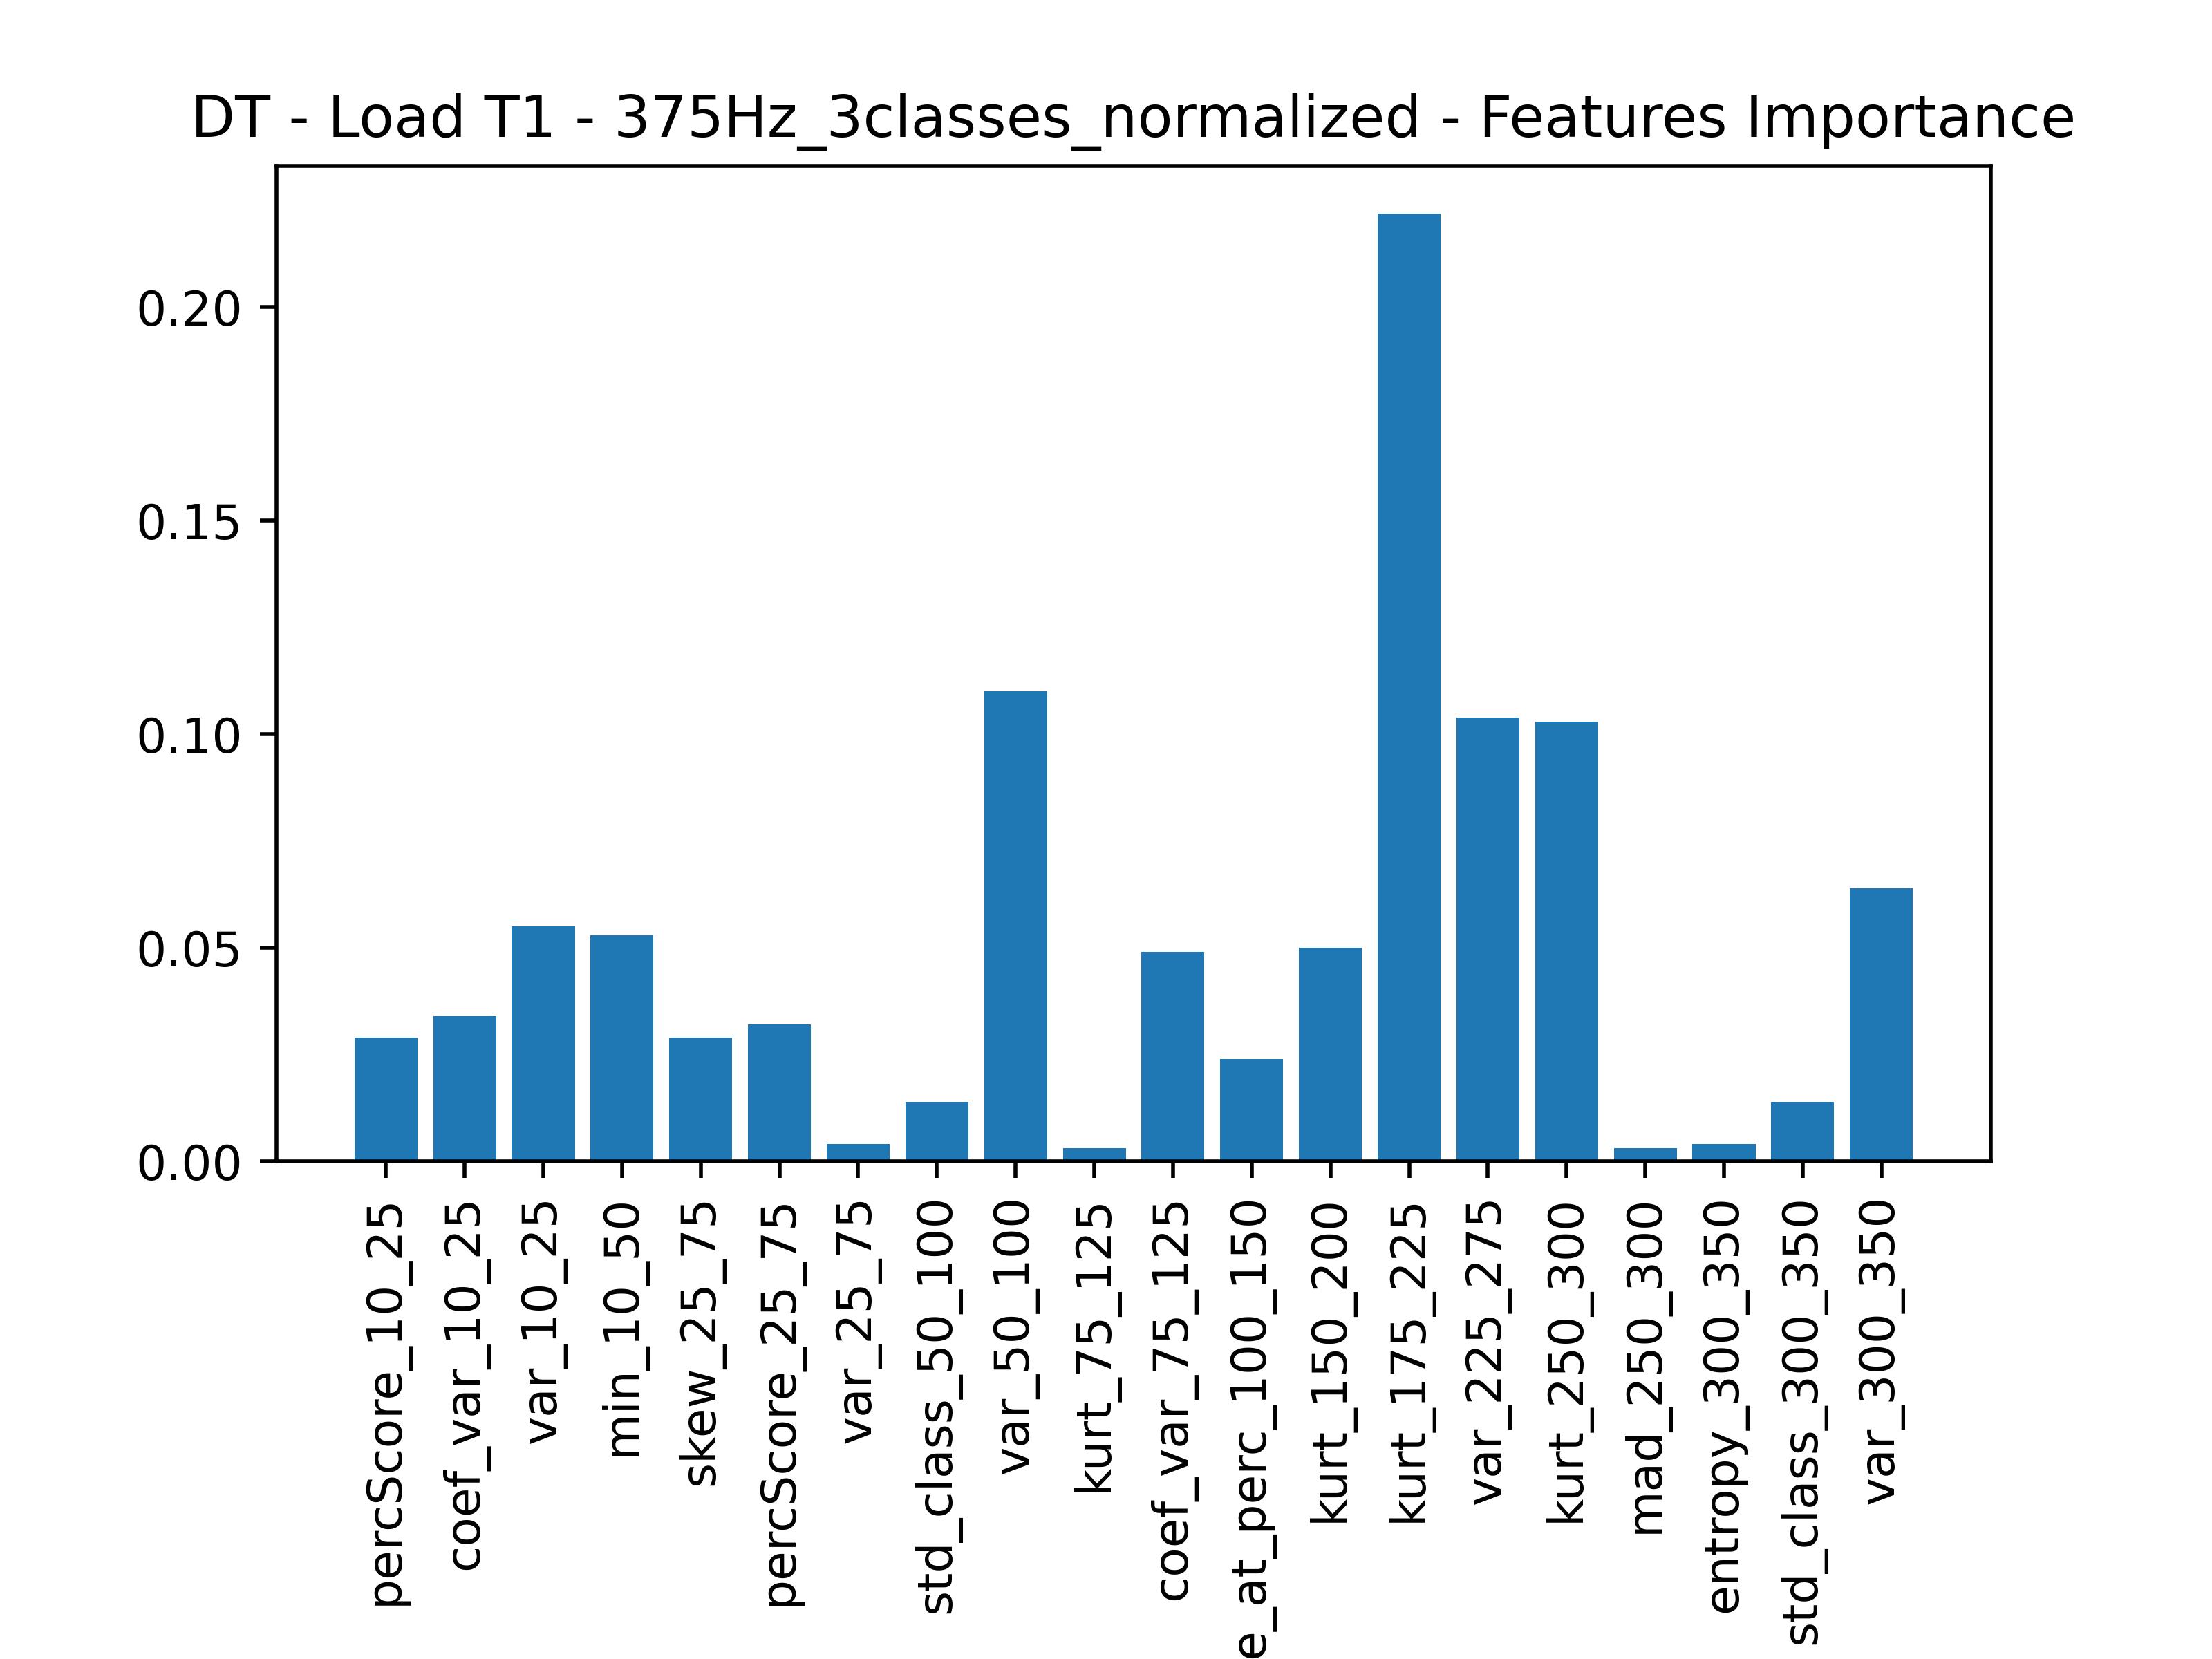 DT - Load T1 - 375Hz_3classes_normalized - Features Importance
0.20
0.15
0.10
0.05
0.00
percScore_10_25
coef_var_10_25
var_10_25
min_10_50
skew_25_75
percScore_25_75
var_25_75
std_class_50_100
var_50_100
kurt_75_125
coef_var_75_125
e_at_perc_100_150
kurt_150_200
kurt_175_225
var_225_275
kurt_250_300
mad_250_300
entropy_300_350
std_class_300_350
var_300_350